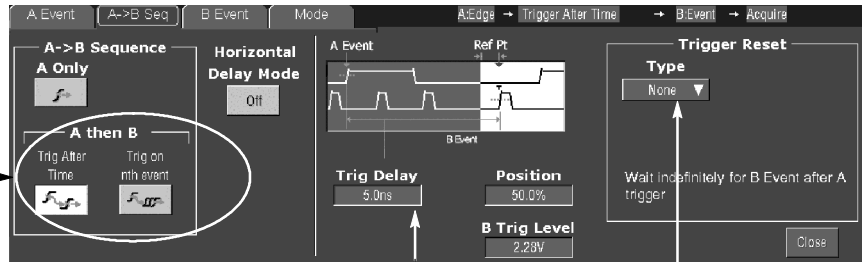 A Event A->B Seq B Event Mode A:Edge → Trigger After Time → B:Event → Acquire
A->B Sequence
A Only
A then B
Trig After
Time
Trig on
nth event
Horizontal
Delay Mode
Off
A Event
Ref Pt
B Event
Trig Delay
5.0ns
Position
50.0%
B Trig Level
2.28V
Trigger Reset
Type
None ▼
Wait indefinitely for B Event after A
trigger
Close